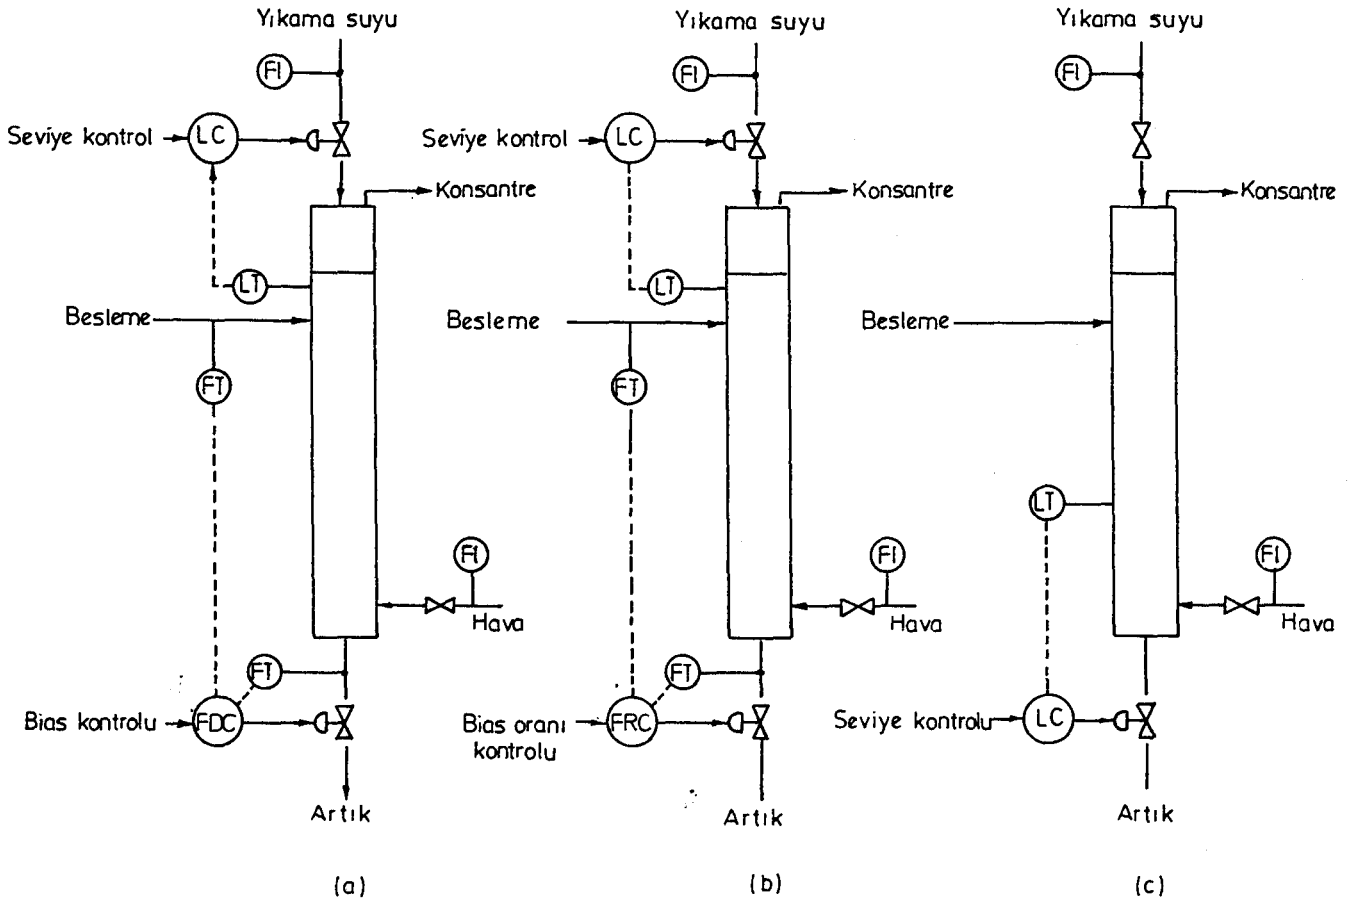 Yıkama suyu
FI
Seviye kontrol
LC
Konsantre
LT
Besleme
FT
FI
Hava
FT
Bias kontrolu
FDC
Artık
(a)
Yıkama suyu
FI
Seviye kontrol
LC
Konsantre
LT
Besleme
FT
FI
Hava
FT
Bias oranı
kontrolu
FRC
Artık
(b)
Yıkama suyu
FI
Konsantre
Besleme
LT
FI
Hava
Seviye kontrolu
LC
Artık
(c)